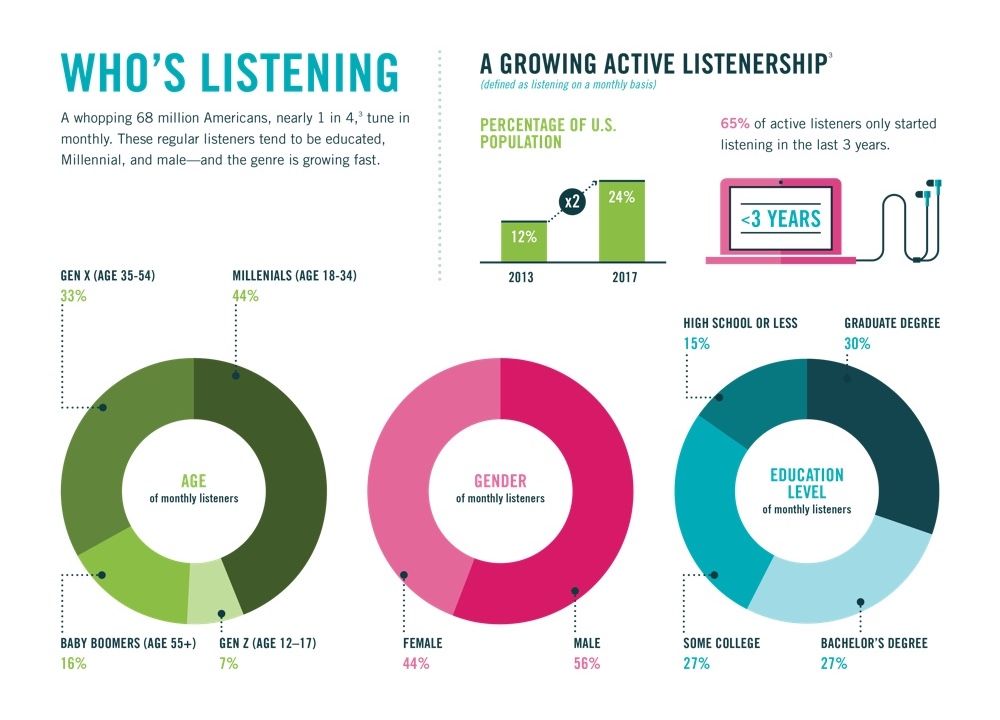 WHO'S LISTENING
A whopping 68 million Americans, nearly 1 in 4,³ tune in
monthly. These regular listeners tend to be educated,
Millennial, and male—and the genre is growing fast.
A GROWING ACTIVE LISTENERSHIP³
(defined as listening on a monthly basis)
PERCENTAGE OF U.S.
POPULATION
x2
12%
24%
2013
2017
65% of active listeners only started
listening in the last 3 years.
<3 YEARS
GEN X (AGE 35-54)
33%
MILLENIALS (AGE 18-34)
44%
AGE
of monthly listeners
BABY BOOMERS (AGE 55+)
16%
GEN Z (AGE 12–17)
7%
GENDER
of monthly listeners
FEMALE
44%
MALE
56%
HIGH SCHOOL OR LESS
15%
GRADUATE DEGREE
30%
EDUCATION
LEVEL
of monthly listeners
SOME COLLEGE
27%
BACHELOR'S DEGREE
27%